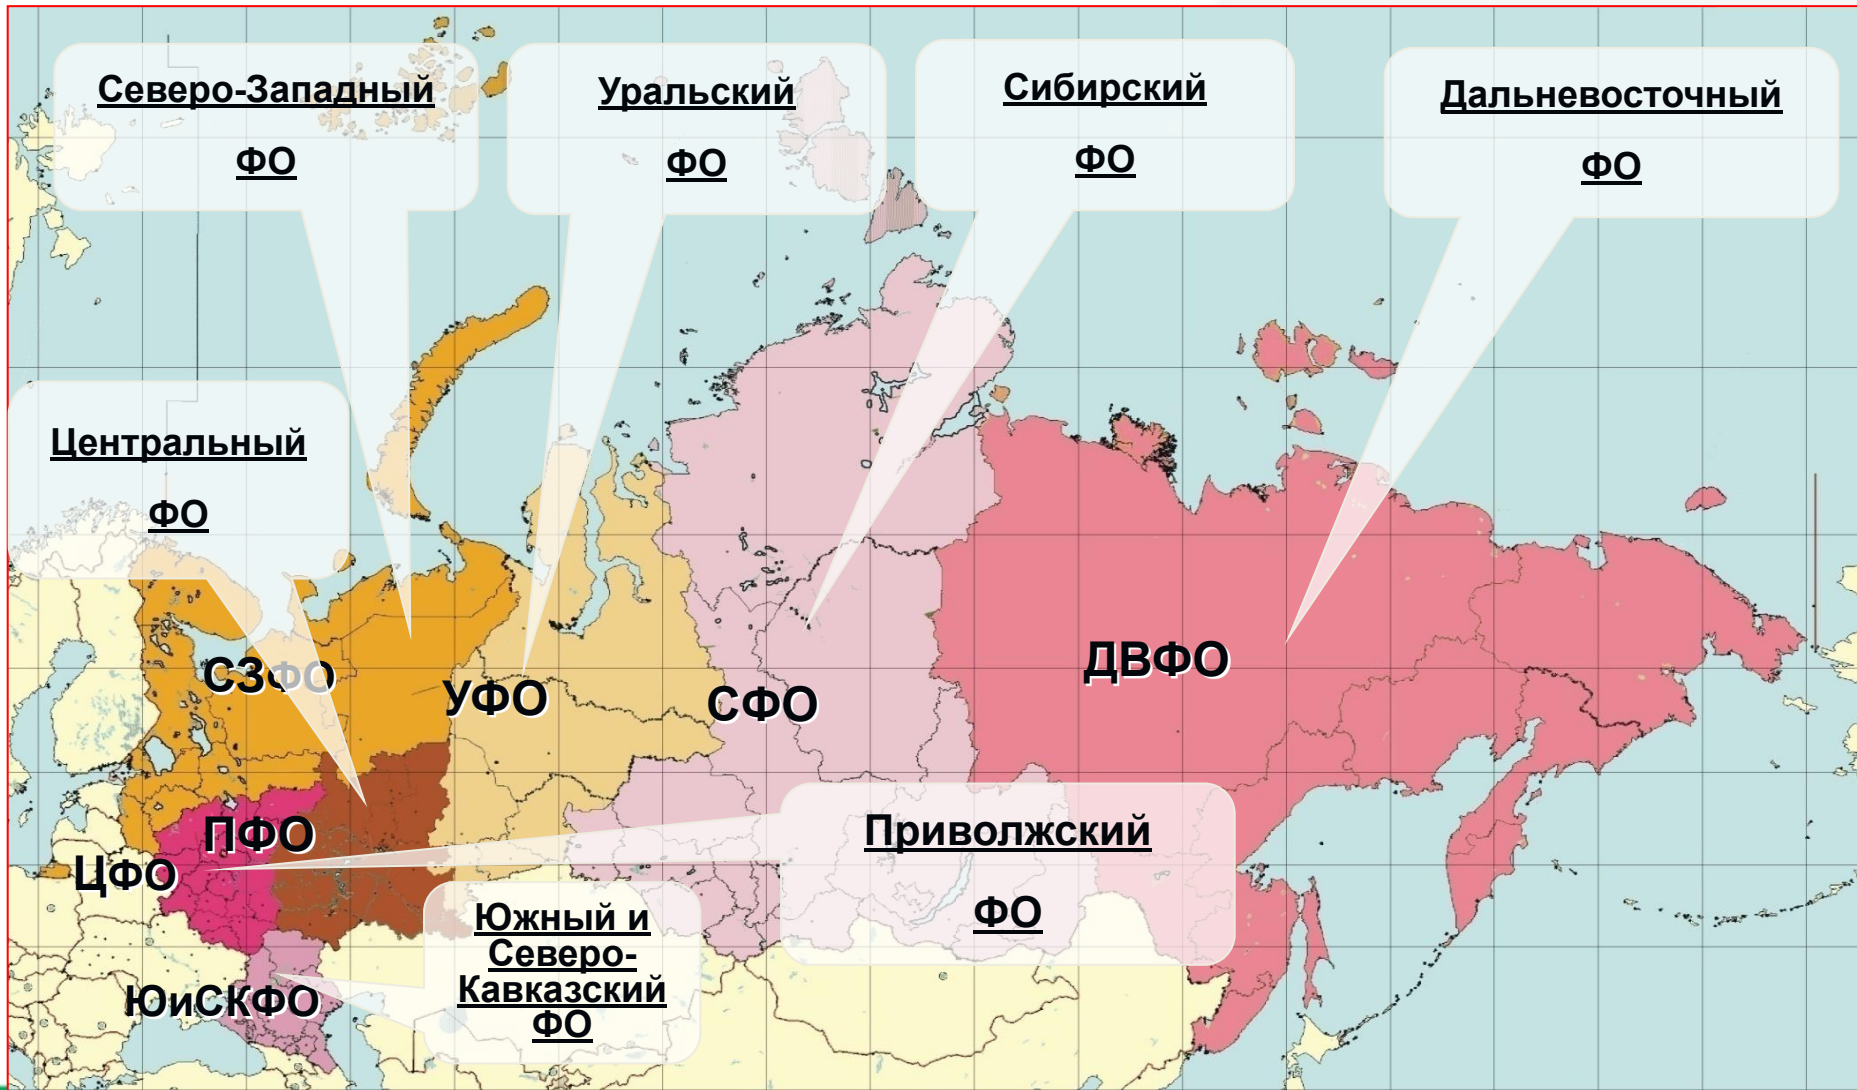 Северо-Западный
ФО
Уральский
ФО
Сибирский
ФО
Дальневосточный
ФО
Центральный
ФО
СЗФО
УФО
СФО
ДВФО
ПФО
ЦФО
Приволжский
ФО
Южный и
Северо-
Кавказский
ФО
ЮиСКФО